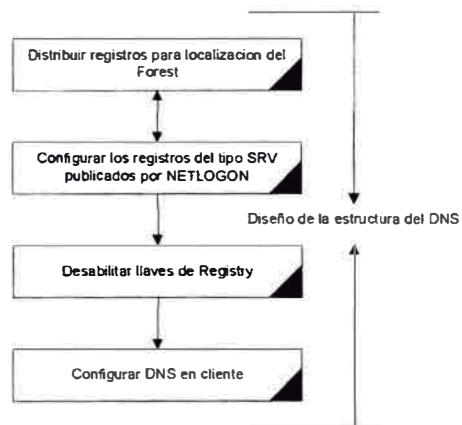 Distribuir registros para localizacion del
Forest
Configurar los registros del tipo SRV
publicados por NETLOGON
Diseño de la estructura del DNS
Desabilitar llaves de Registry
Configurar DNS en cliente